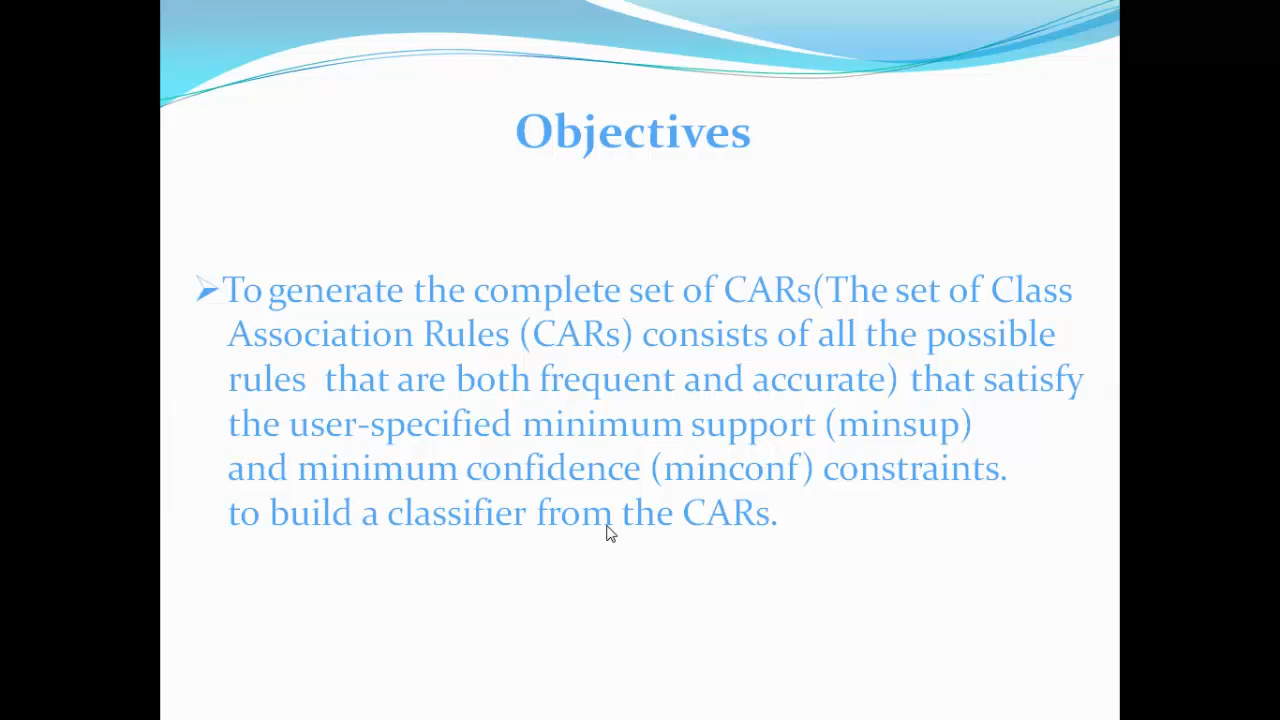 Objectives
To generate the complete set of CARs(The set of Class
Association Rules (CARs) consists of all the possible
rules  that are both frequent and accurate) that satisfy
the user-specified minimum support (minsup)
and minimum confidence (minconf) constraints.
to build a classifier from the CARs.